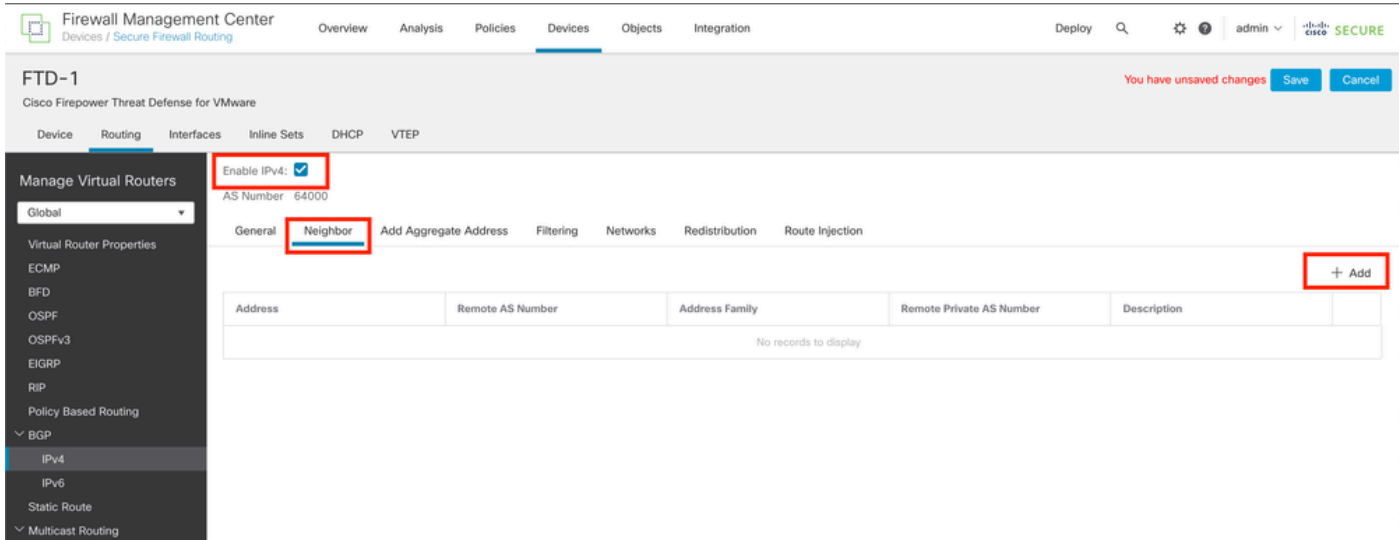 Firewall Management Center
Devices / Secure Firewall Routing
Overview Analysis Policies Devices Objects Integration Deploy admin cisco SECURE
FTD-1
You have unsaved changes Save Cancel
Cisco Firepower Threat Defense for VMware
Device Routing Interfaces Inline Sets DHCP VTEP
Manage Virtual Routers
Global
Virtual Router Properties
ECMP
BFD
OSPF
OSPFv3
EIGRP
RIP
Policy Based Routing
BGP
IPv4
IPv6
Static Route
Multicast Routing
Enable IPv4:
AS Number 64000
General Neighbor Add Aggregate Address Filtering Networks Redistribution Route Injection
+ Add
Address Remote AS Number Address Family Remote Private AS Number Description
No records to display